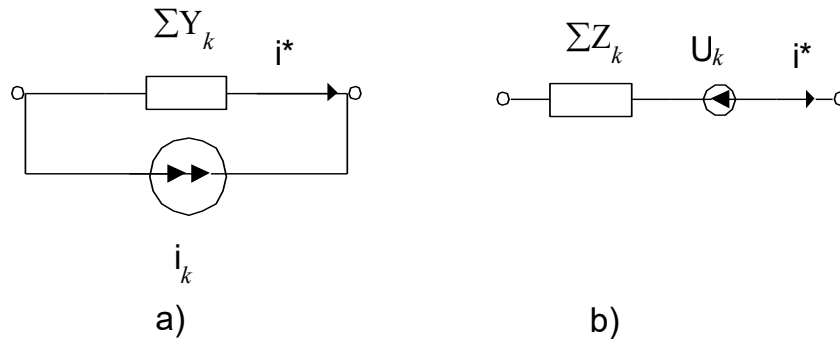 ΣY_k
i*
i_k
a)
ΣZ_k
U_k
i*
b)